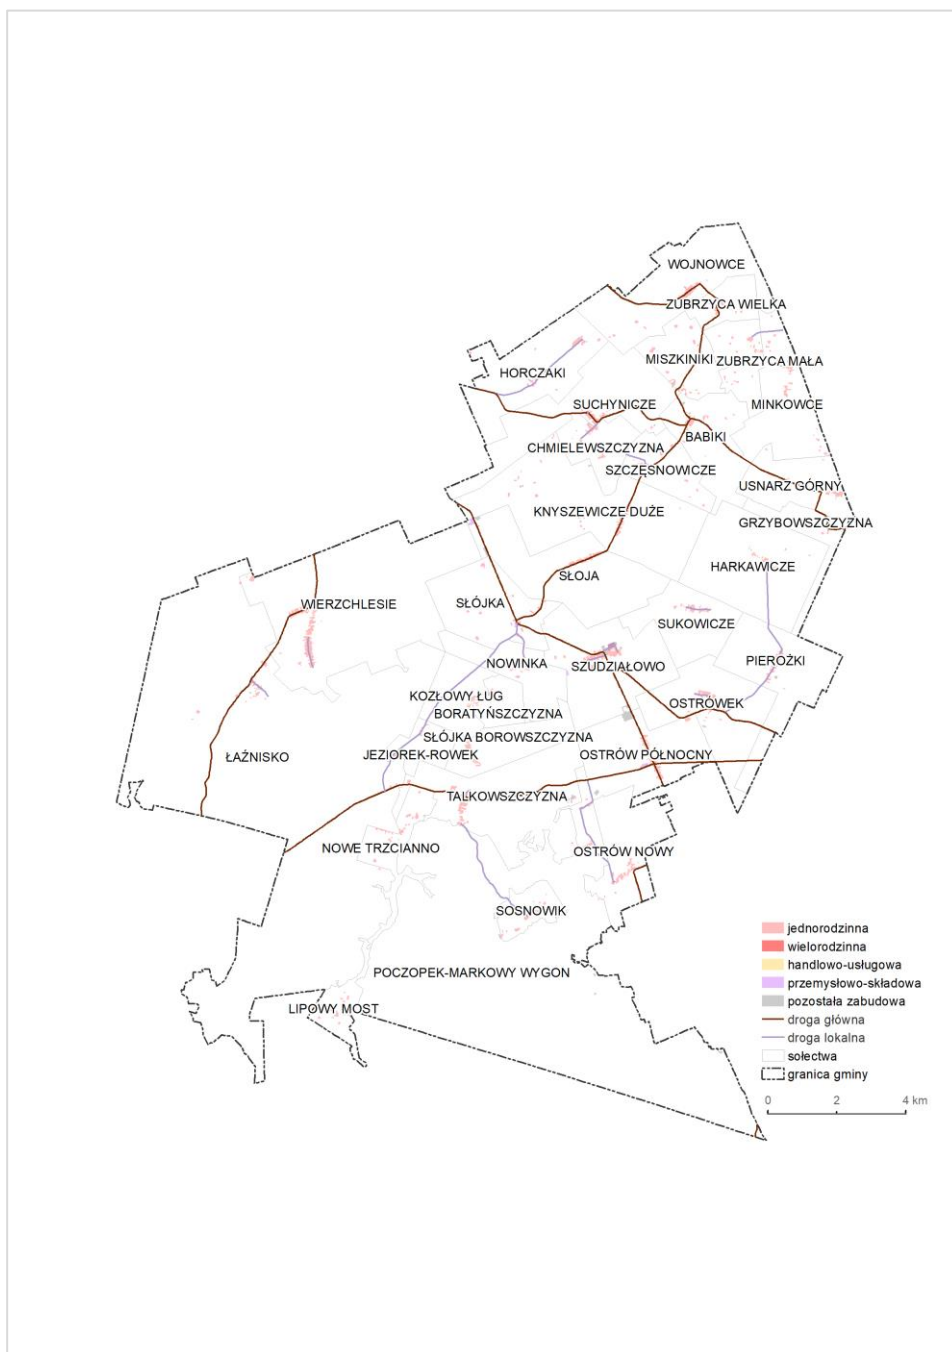 WOJNOWCE
ZUBRZYCA WIELKA
MISZKINIKI
ZUBRZYCA MAŁA
HORCZAKI
MINKOWCE
SUCHYNICZE
BABIKI
CHMIELEWSZCZYZNA
SZCZĘSNOWICZE
USNARZ GÓRNY
KNYSZEWICZE DUŻE
GRZYBOWSZCZYZNA
HARKAWICZE
SŁOJA
WIERZCHLESIE
SŁÓJKA
SUKOWICZE
NOWINKA
SZUDZIAŁOWO
PIERÓŻKI
KOZŁOWY ŁUG
OSTRÓWEK
BORATYŃSZCZYZNA
SŁÓJKA BOROWSZCZYZNA
ŁAŹNISKO
JEZIOREK-ROWEK
OSTRÓW PÓŁNOCNY
TALKOWSZCZYZNA
NOWE TRZCIANNO
OSTRÓW NOWY
SOSNOWIK
POCZOPEK-MARKOWY WYGON
LIPOWY MOST
jednorodzinna
wielorodzinna
handlowo-usługowa
przemysłowo-składowa
pozostała zabudowa
droga główna
droga lokalna
sołectwa
granica gminy
0 2 4 km